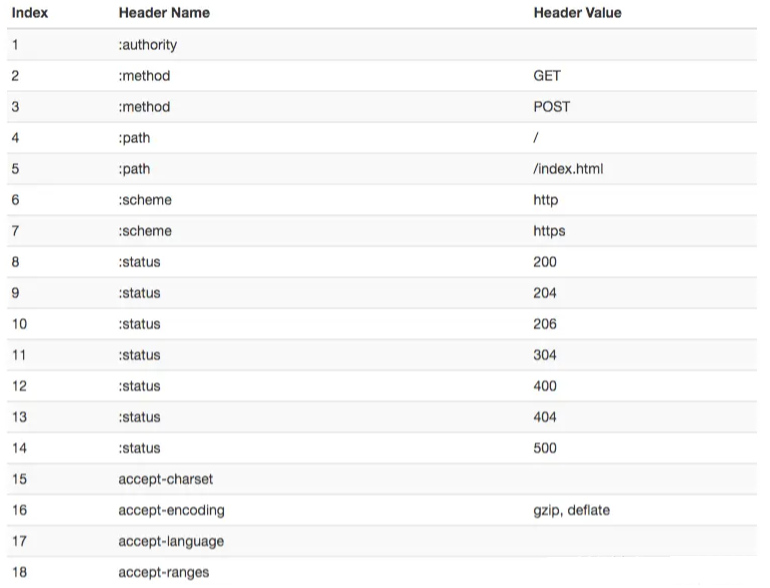 Index Header Name Header Value
1 :authority
2 :method GET
3 :method POST
4 :path /
5 :path /index.html
6 :scheme http
7 :scheme https
8 :status 200
9 :status 204
10 :status 206
11 :status 304
12 :status 400
13 :status 404
14 :status 500
15 accept-charset
16 accept-encoding gzip, deflate
17 accept-language
18 accept-ranges